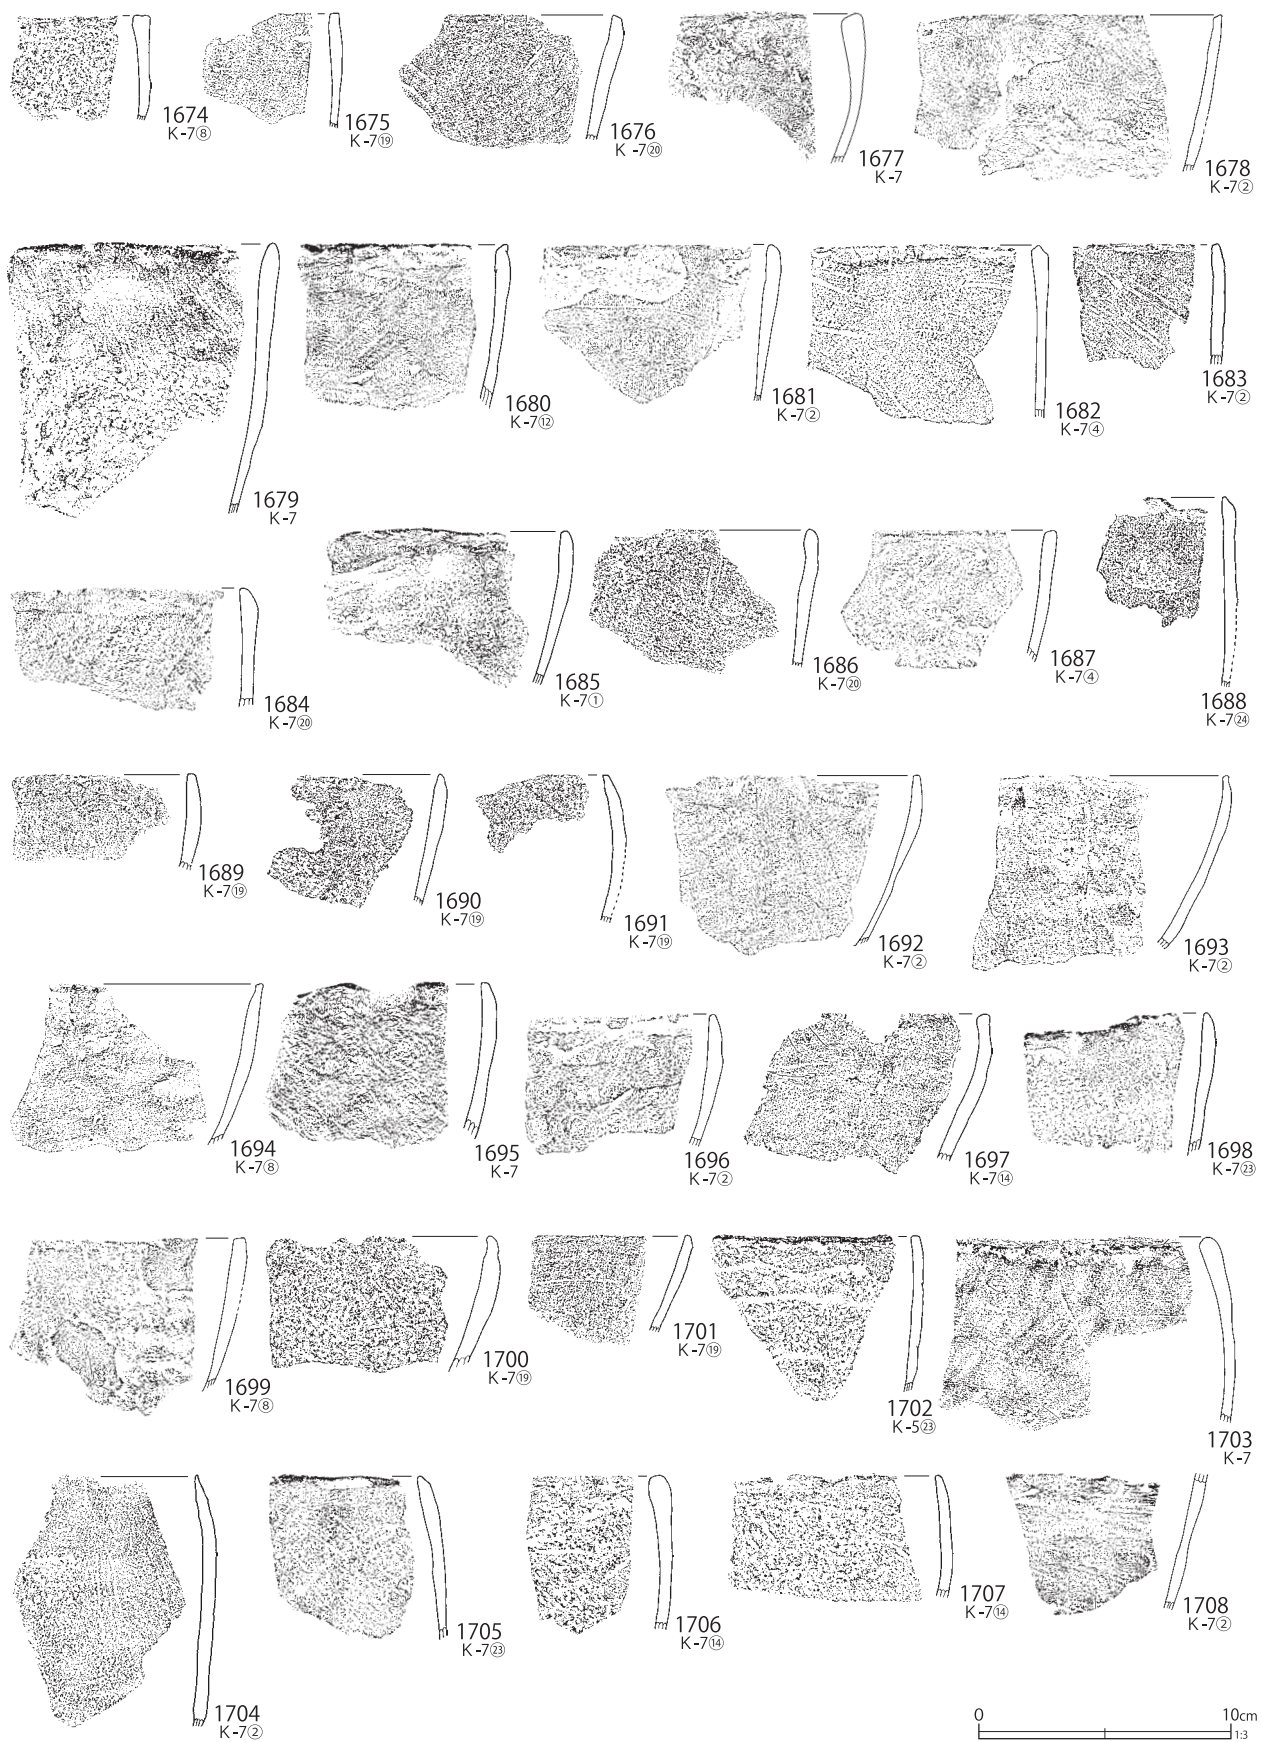 1674
K-7⑧
1675
K-7⑲
1676
K-7⑳
1677
K-7
1678
K-7②
1679
K-7
1680
K-7⑫
1681
K-7②
1682
K-7④
1683
K-7②
1684
K-7⑳
1685
K-7①
1686
K-7⑳
1687
K-7④
1688
K-7㉔
1689
K-7⑲
1690
K-7⑲
1691
K-7⑲
1692
K-7②
1693
K-7②
1694
K-7⑧
1695
K-7
1696
K-7②
1697
K-7⑭
1698
K-7㉓
1699
K-7⑧
1700
K-7⑲
1701
K-7⑲
1702
K-5㉓
1703
K-7
1704
K-7②
1705
K-7㉓
1706
K-7⑭
1707
K-7⑭
1708
K-7②
0 10cm
1:3